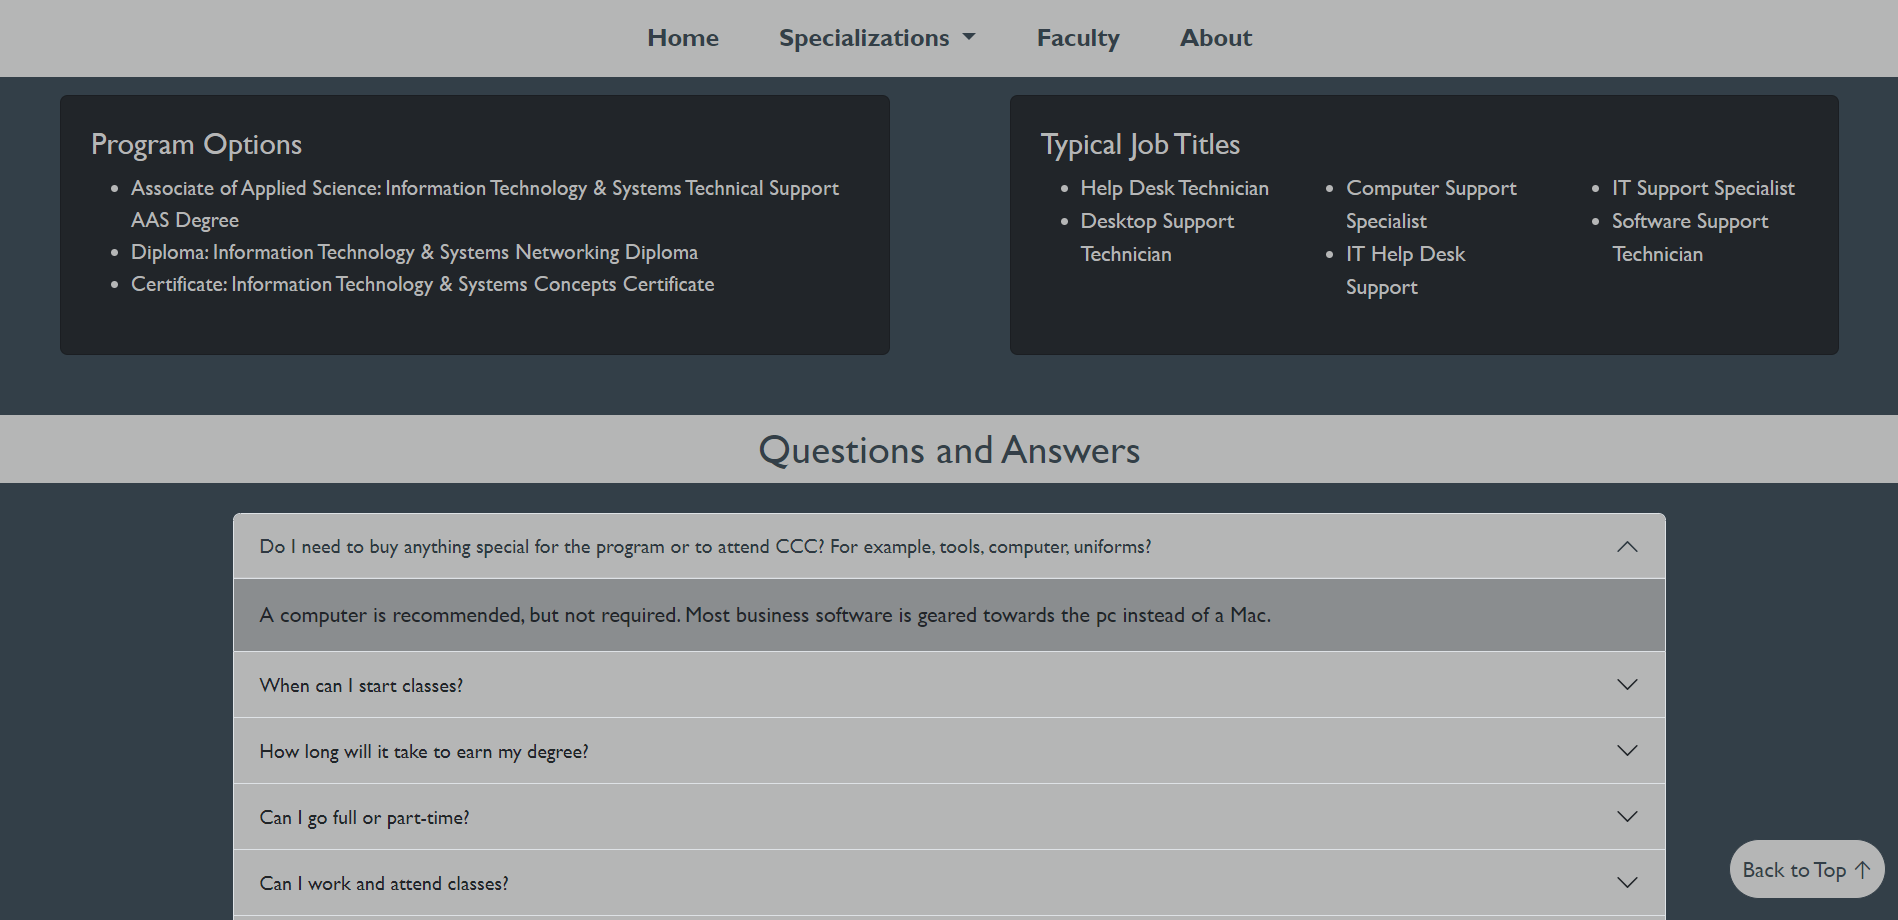 Home Specializations Faculty About
Program Options
• Associate of Applied Science: Information Technology & Systems Technical Support
AAS Degree
• Diploma: Information Technology & Systems Networking Diploma
• Certificate: Information Technology & Systems Concepts Certificate
Typical Job Titles
• Help Desk Technician
• Desktop Support
Technician
• Computer Support
Specialist
• IT Help Desk
Support
• IT Support Specialist
• Software Support
Technician
Questions and Answers
Do I need to buy anything special for the program or to attend CCC? For example, tools, computer, uniforms?
A computer is recommended, but not required. Most business software is geared towards the pc instead of a Mac.
When can I start classes?
How long will it take to earn my degree?
Can I go full or part-time?
Can I work and attend classes?
Back to Top ↑